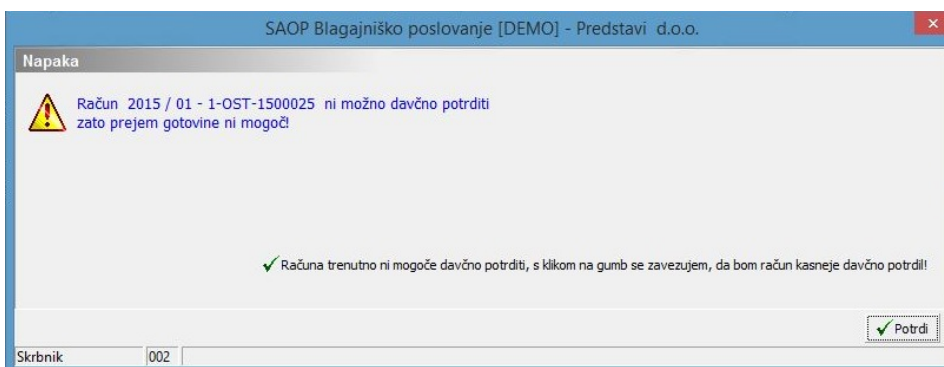 SAOP Blagajniško poslovanje [DEMO] - Predstavi d.o.o.
Napaka
Račun 2015 / 01 - 1-OST-1500025 ni možno davčno potrditi
zato prejem gotovine ni mogoč!
Računa trenutno ni mogoče davčno potrditi, s klikom na gumb se zavezujem, da bom račun kasneje davčno potrdil!
Potrdi
Skrbnik 002